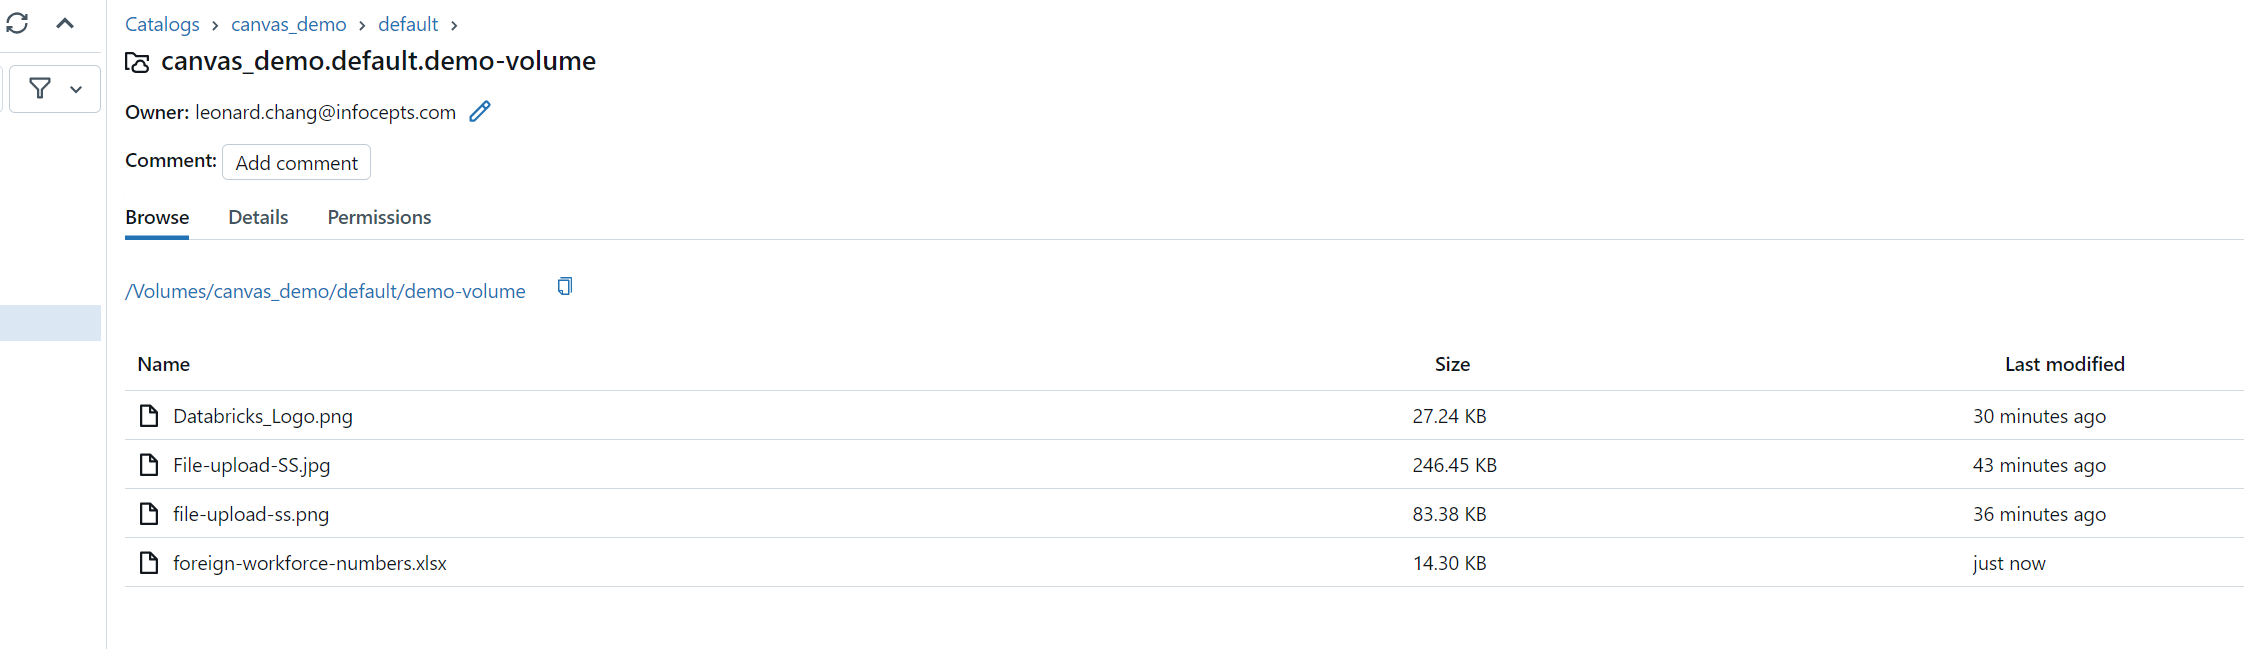 Catalogs > canvas_demo > default >
canvas_demo.default.demo-volume
Owner: leonard.chang@infocepts.com
Comment: Add comment
Browse Details Permissions
/Volumes/canvas_demo/default/demo-volume
Name Size Last modified
Databricks_Logo.png 27.24 KB 30 minutes ago
File-upload-SS.jpg 246.45 KB 43 minutes ago
file-upload-ss.png 83.38 KB 36 minutes ago
foreign-workforce-numbers.xlsx 14.30 KB just now